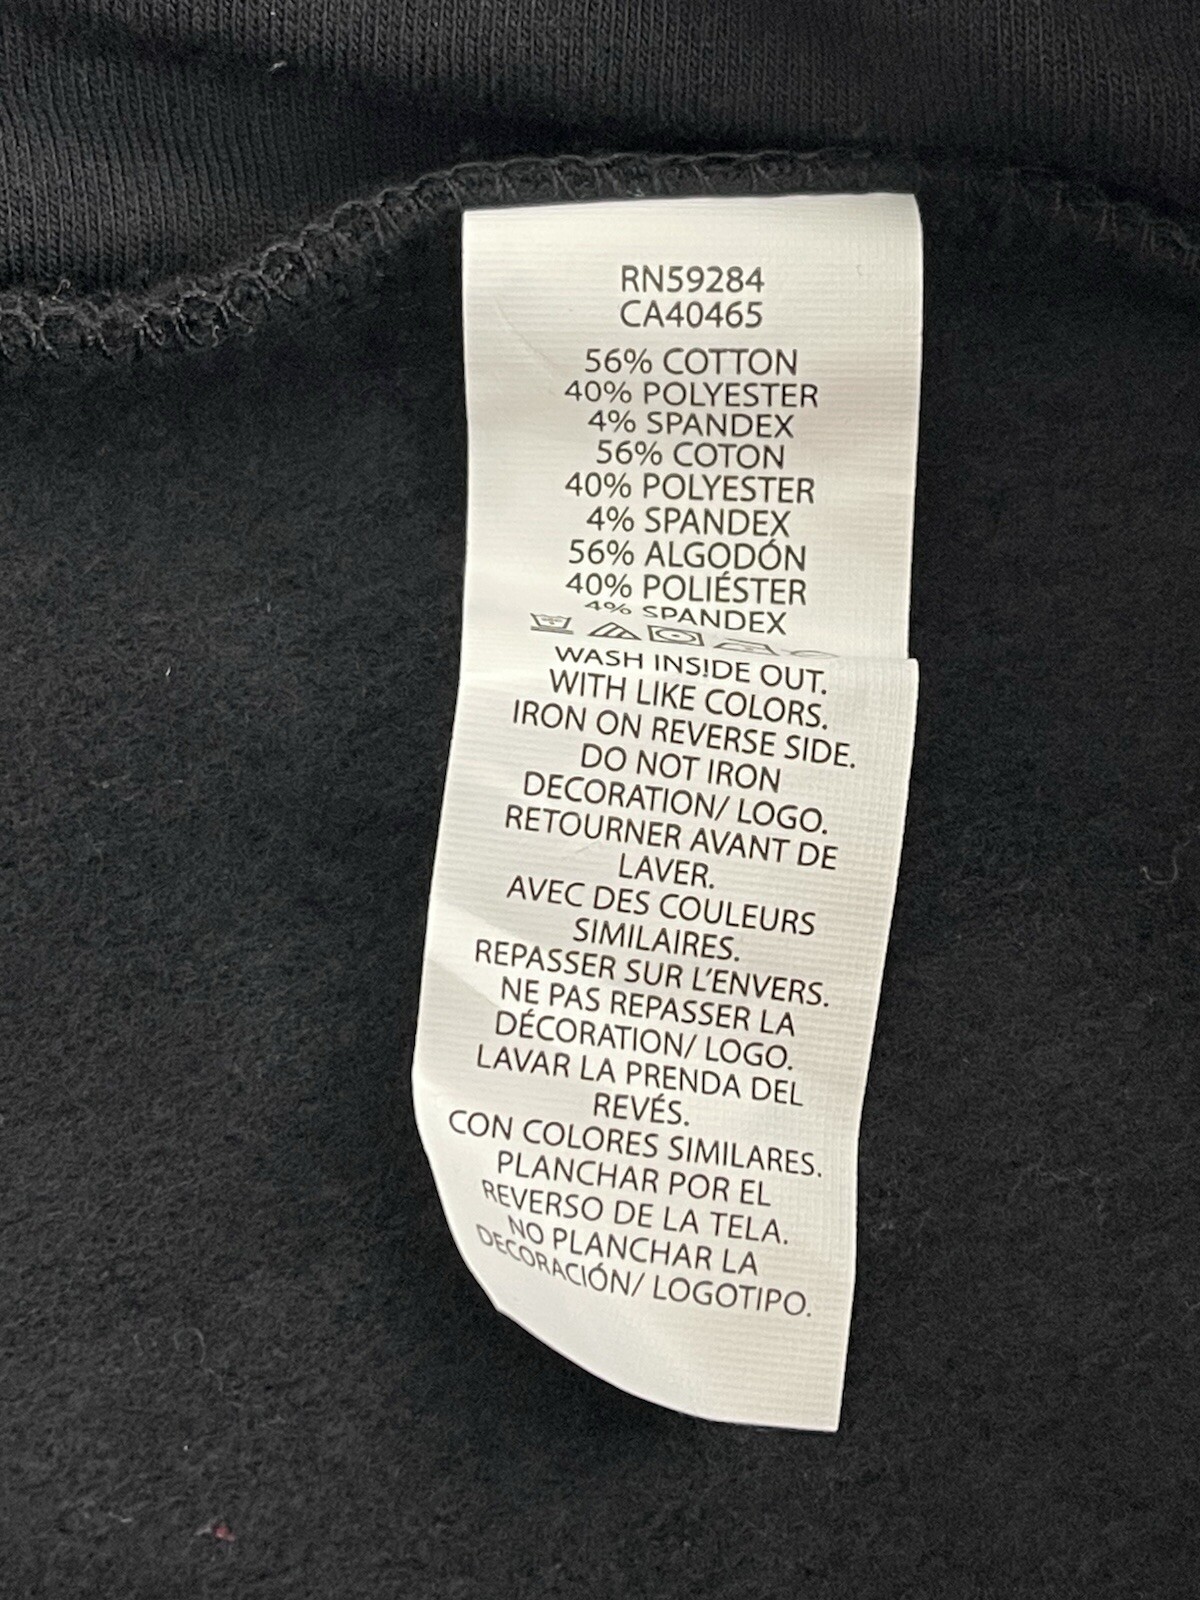 RN59284
CA40465
56% COTTON
40% POLYESTER
4% SPANDEX
56% COTON
40% POLYESTER
4% SPANDEX
56% ALGODÓN
40% POLIÉSTER
4% SPANDEX
WASH INSIDE OUT.
WITH LIKE COLORS.
IRON ON REVERSE SIDE.
DO NOT IRON
DECORATION/ LOGO.
RETOURNER AVANT DE
LAVER.
AVEC DES COULEURS
SIMILAIRES.
REPASSER SUR L'ENVERS.
NE PAS REPASSER LA
DÉCORATION/ LOGO.
LAVAR LA PRENDA DEL
REVÉS.
CON COLORES SIMILARES.
PLANCHAR POR EL
REVERSO DE LA TELA.
NO PLANCHAR LA
DECORACIÓN/ LOGOTIPO.